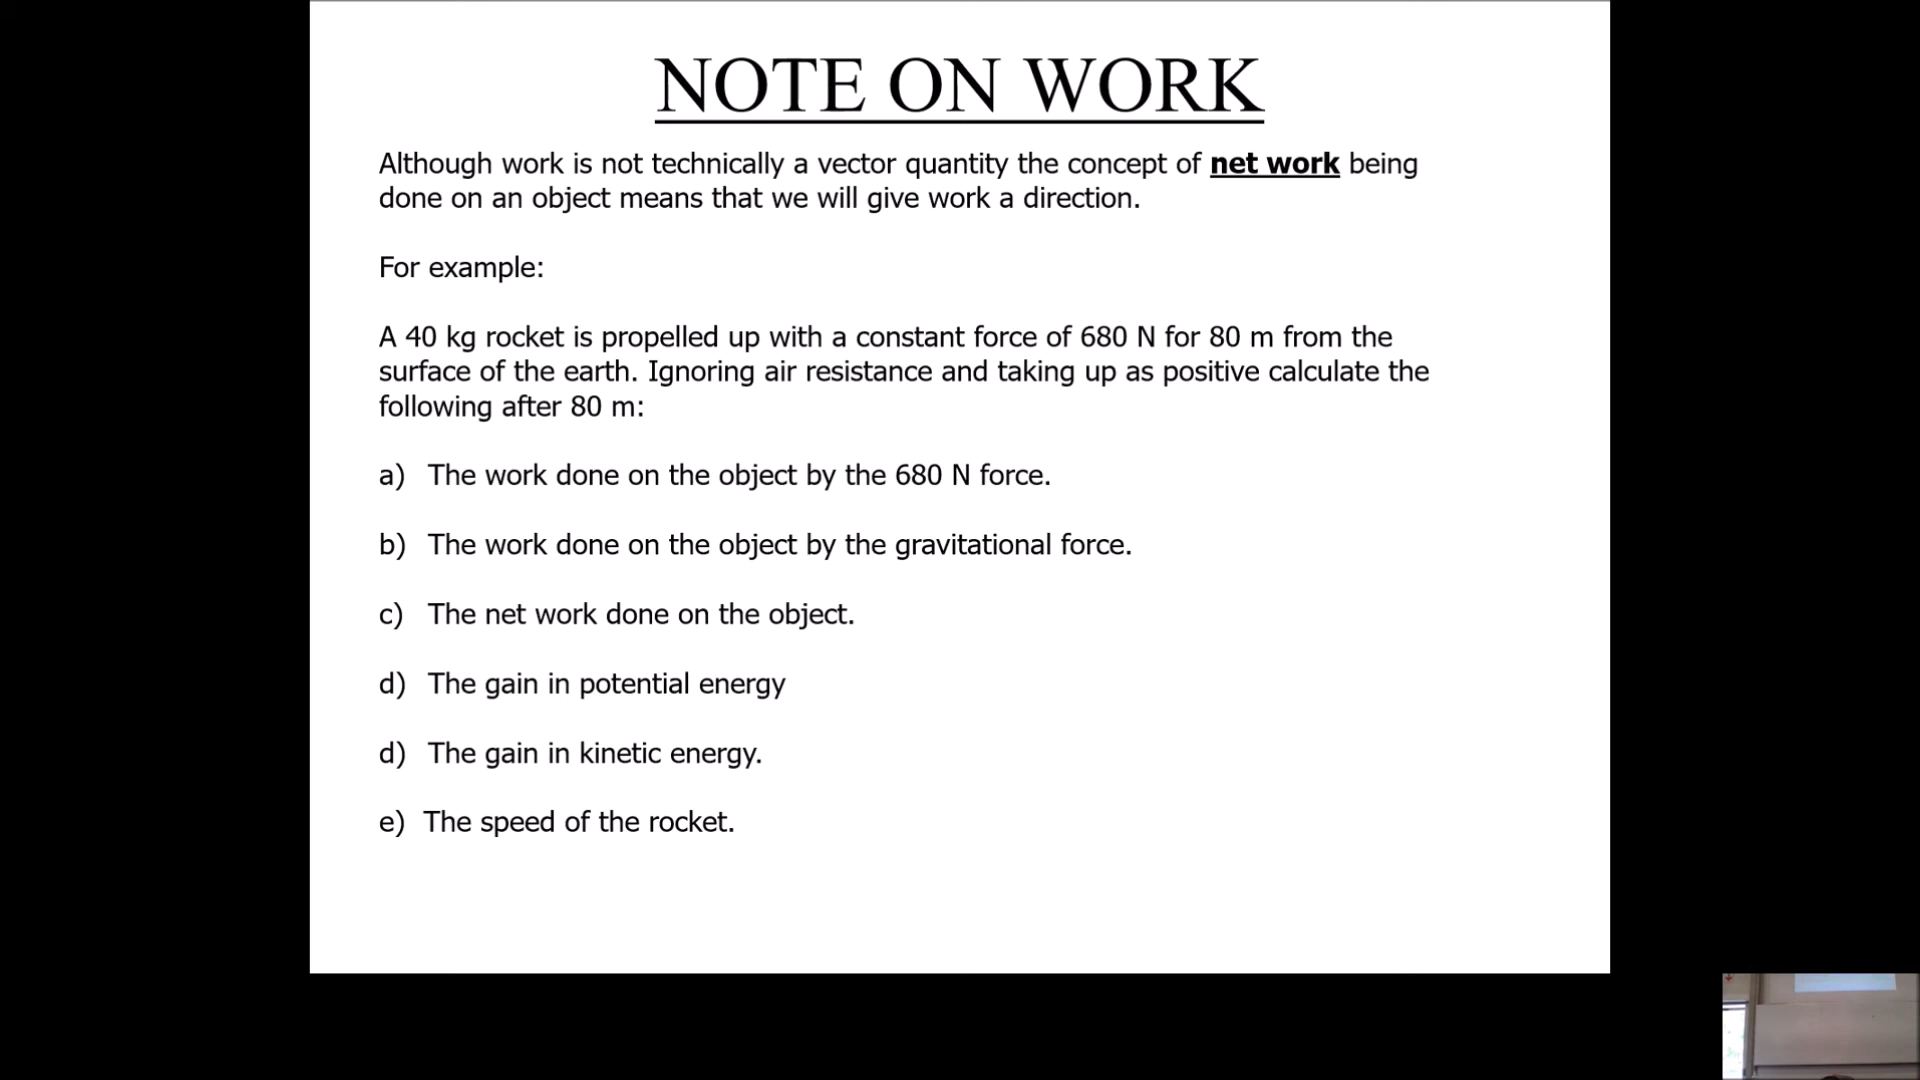 NOTE ON WORK
Although work is not technically a vector quantity the concept of net work being
done on an object means that we will give work a direction.
For example:
A 40 kg rocket is propelled up with a constant force of 680 N for 80 m from the
surface of the earth. Ignoring air resistance and taking up as positive calculate the
following after 80 m:
a) The work done on the object by the 680 N force.
b) The work done on the object by the gravitational force.
c) The net work done on the object.
d) The gain in potential energy
d) The gain in kinetic energy.
e) The speed of the rocket.